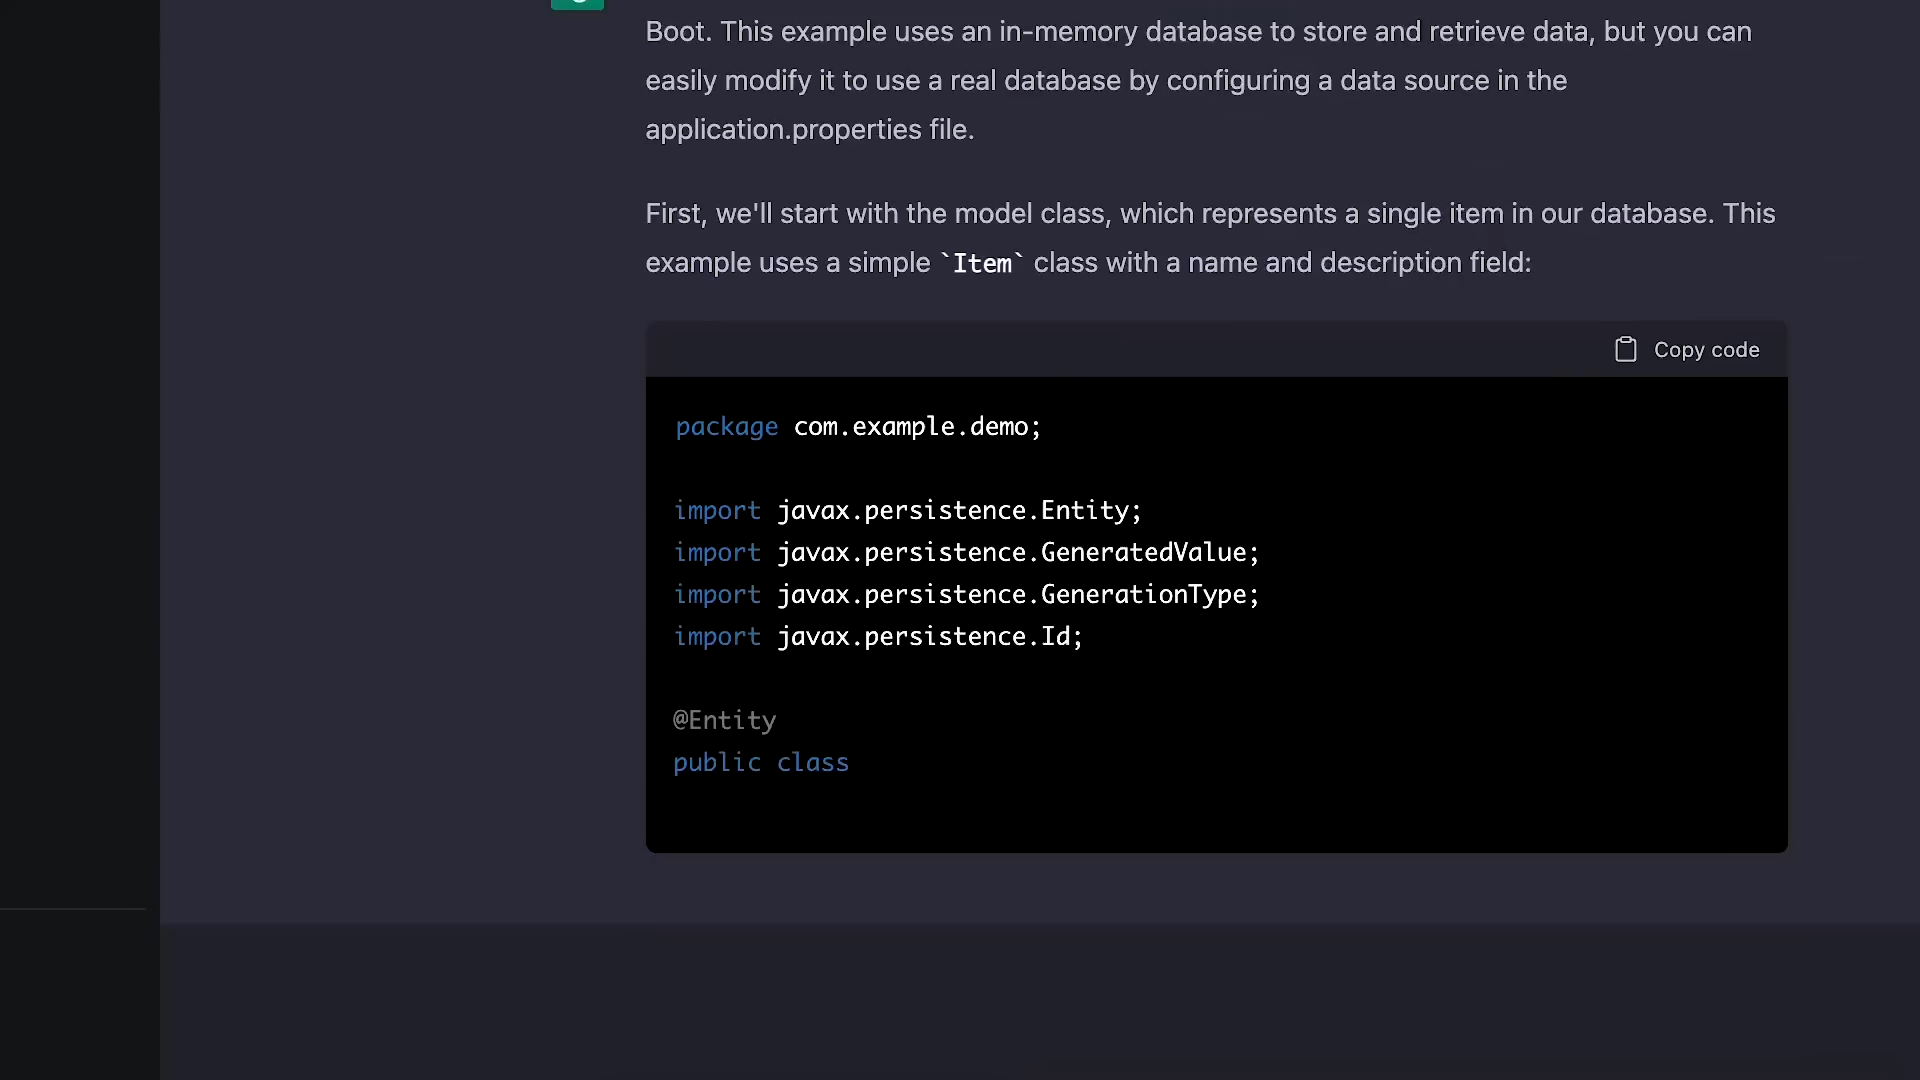 Boot. This example uses an in-memory database to store and retrieve data, but you can
easily modify it to use a real database by configuring a data source in the
application.properties file.
First, we'll start with the model class, which represents a single item in our database. This
example uses a simple `Item` class with a name and description field:
Copy code
package com.example.demo;
import javax.persistence.Entity;
import javax.persistence.GeneratedValue;
import javax.persistence.GenerationType;
import javax.persistence.Id;
@Entity
public class